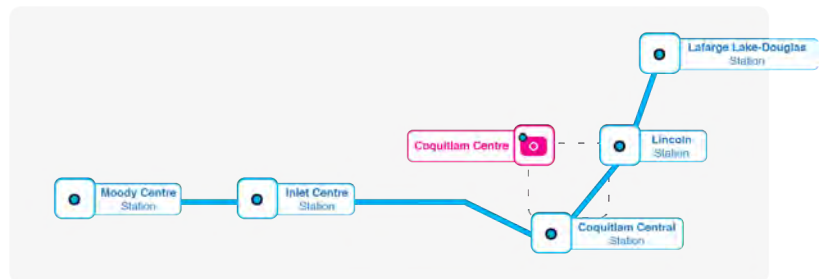 Lafarge Lake-Douglas
Station
Coquitlam Centre
Lincoln
Station
Moody Centre
Station
Inlet Centre
Station
Coquitlam Central
Station